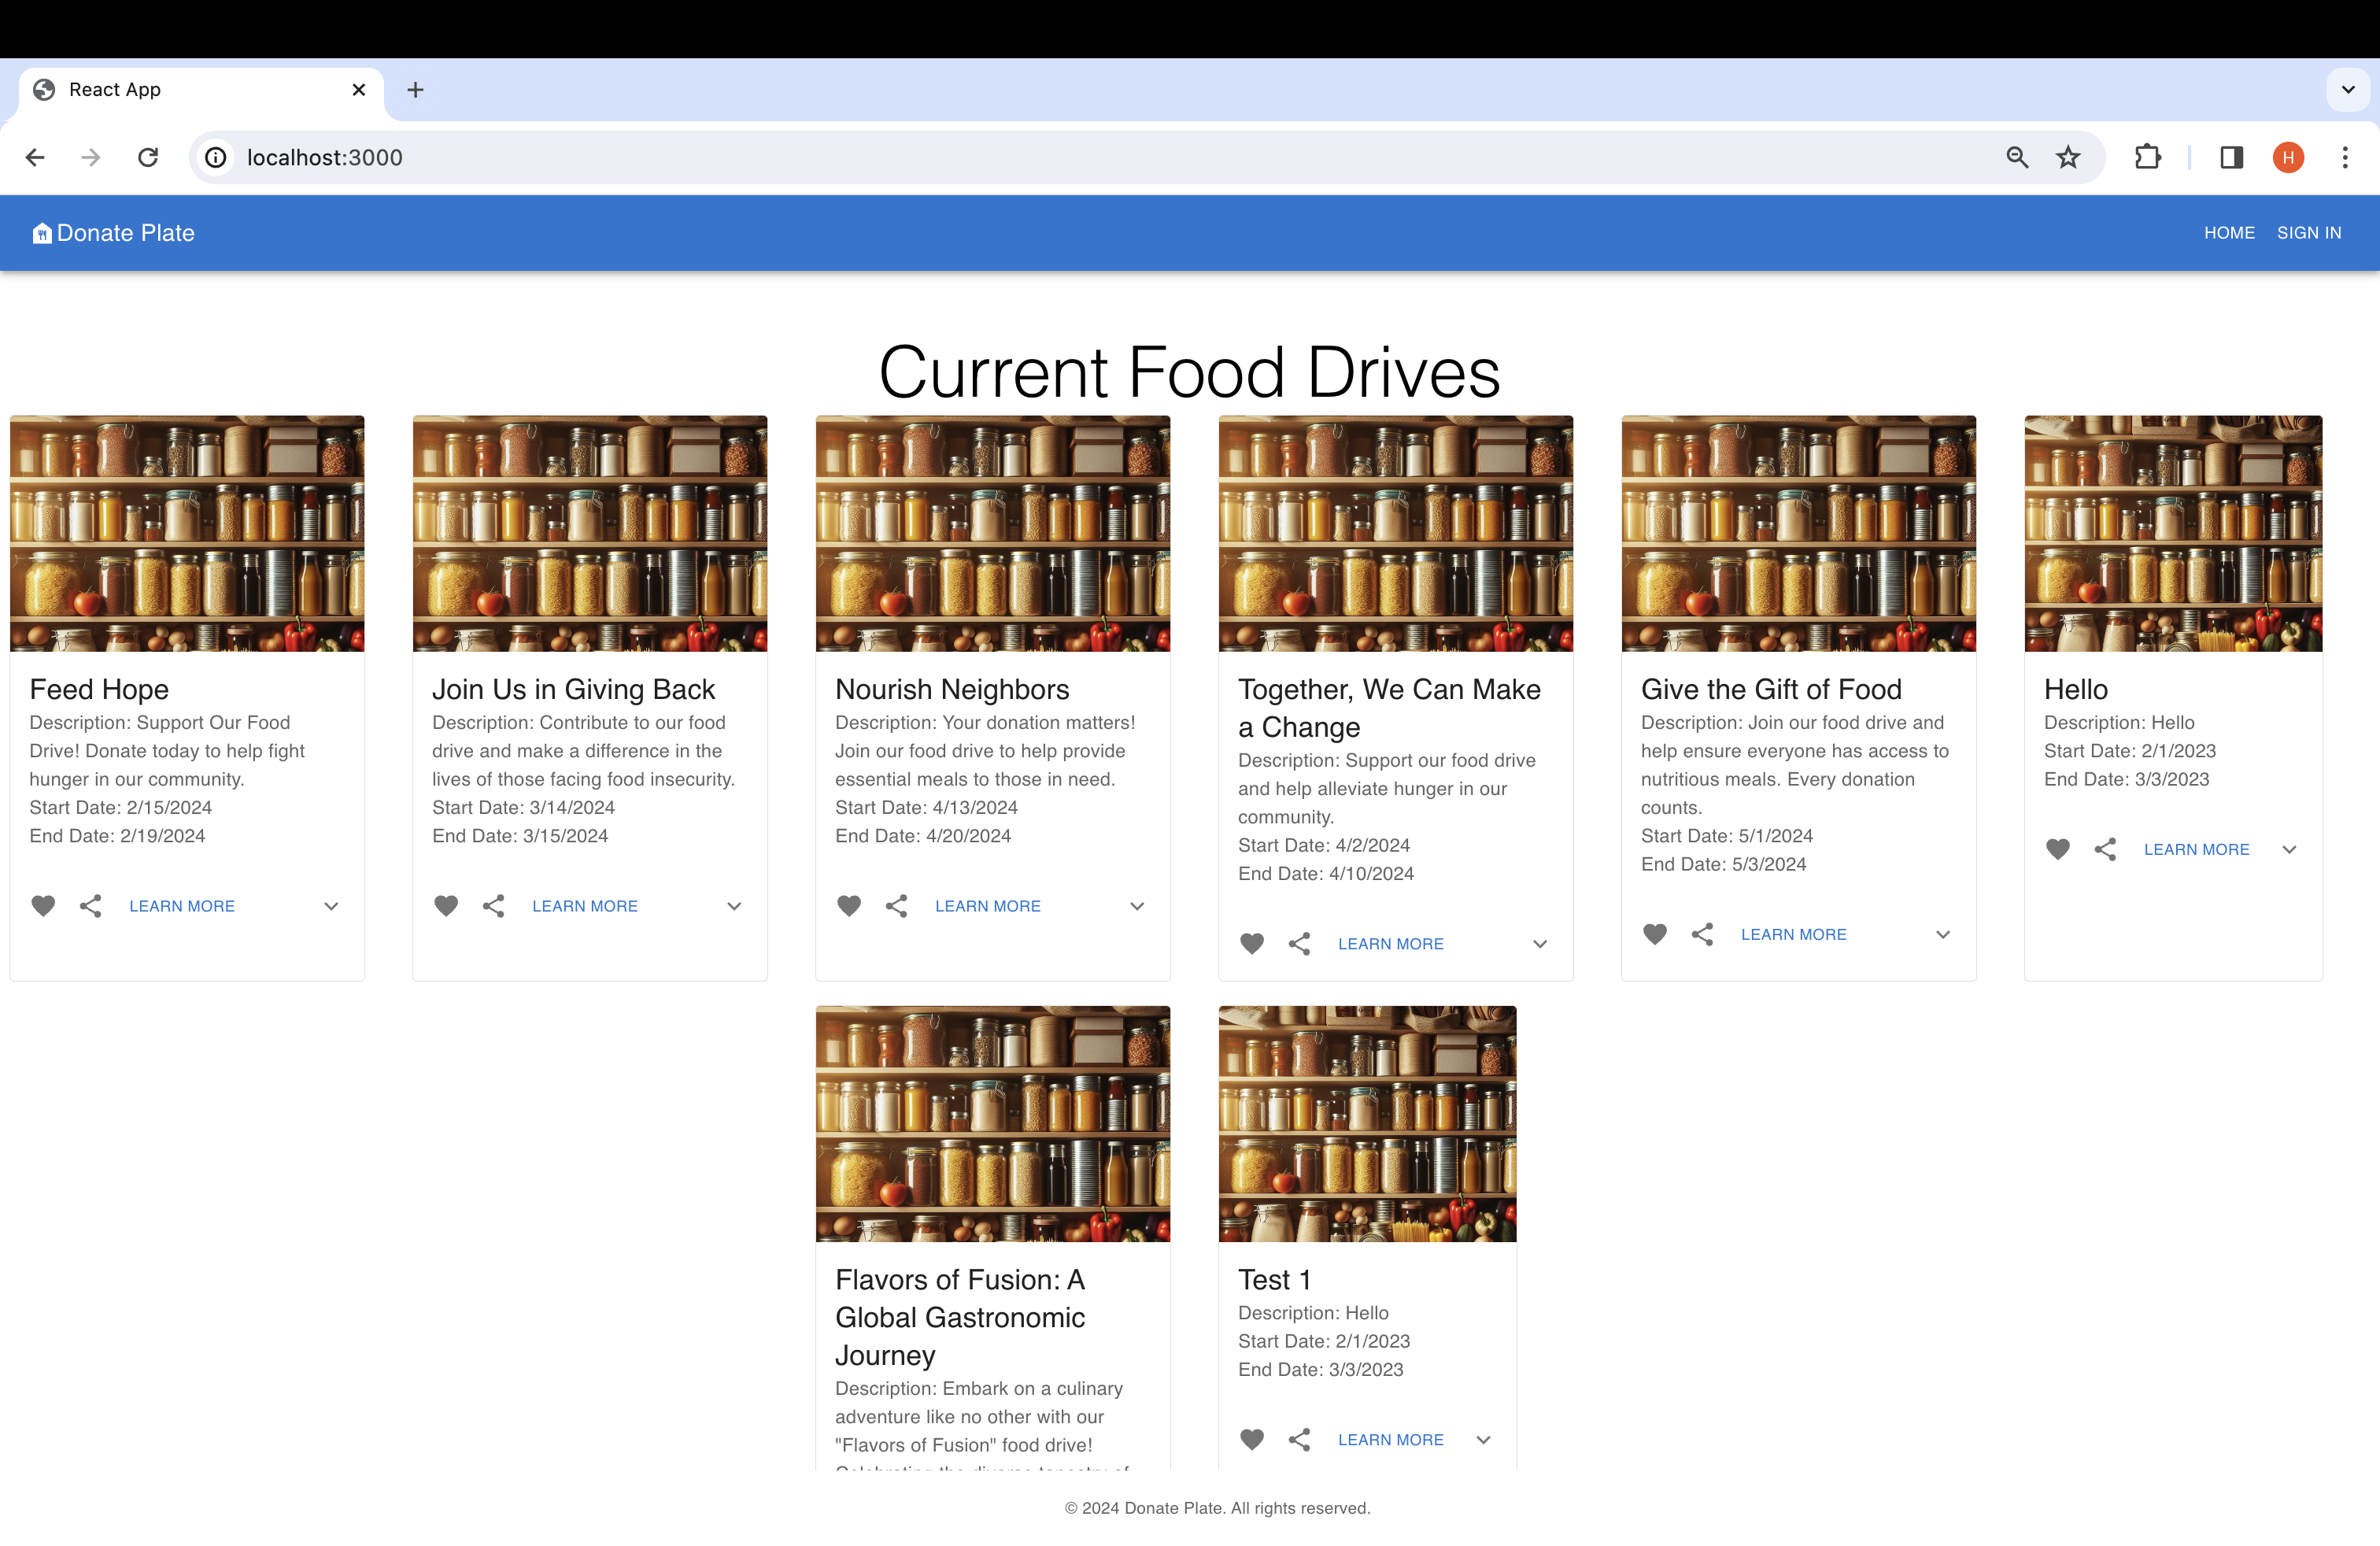 React App
localhost:3000
H
Donate Plate
HOME SIGN IN
Current Food Drives
Feed Hope
Description: Support Our Food
Drive! Donate today to help fight
hunger in our community.
Start Date: 2/15/2024
End Date: 2/19/2024
LEARN MORE
Join Us in Giving Back
Description: Contribute to our food
drive and make a difference in the
lives of those facing food insecurity.
Start Date: 3/14/2024
End Date: 3/15/2024
LEARN MORE
Nourish Neighbors
Description: Your donation matters!
Join our food drive to help provide
essential meals to those in need.
Start Date: 4/13/2024
End Date: 4/20/2024
LEARN MORE
Together, We Can Make
a Change
Description: Support our food drive
and help alleviate hunger in our
community.
Start Date: 4/2/2024
End Date: 4/10/2024
LEARN MORE
Give the Gift of Food
Description: Join our food drive and
help ensure everyone has access to
nutritious meals. Every donation
counts.
Start Date: 5/1/2024
End Date: 5/3/2024
LEARN MORE
Hello
Description: Hello
Start Date: 2/1/2023
End Date: 3/3/2023
LEARN MORE
Flavors of Fusion: A
Global Gastronomic
Journey
Description: Embark on a culinary
adventure like no other with our
"Flavors of Fusion" food drive!
Celebrating the diverse tapestry of
Test 1
Description: Hello
Start Date: 2/1/2023
End Date: 3/3/2023
LEARN MORE
© 2024 Donate Plate. All rights reserved.